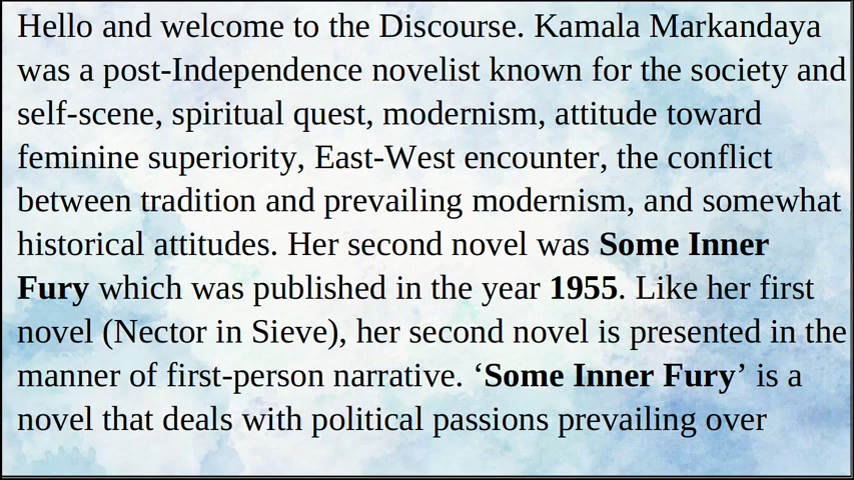 Hello and welcome to the Discourse. Kamala Markandaya
was a post-Independence novelist known for the society and
self-scene, spiritual quest, modernism, attitude toward
feminine superiority, East-West encounter, the conflict
between tradition and prevailing modernism, and somewhat
historical attitudes. Her second novel was Some Inner
Fury which was published in the year 1955. Like her first
novel (Nector in Sieve), her second novel is presented in the
manner of first-person narrative. ‘Some Inner Fury’ is a
novel that deals with political passions prevailing over